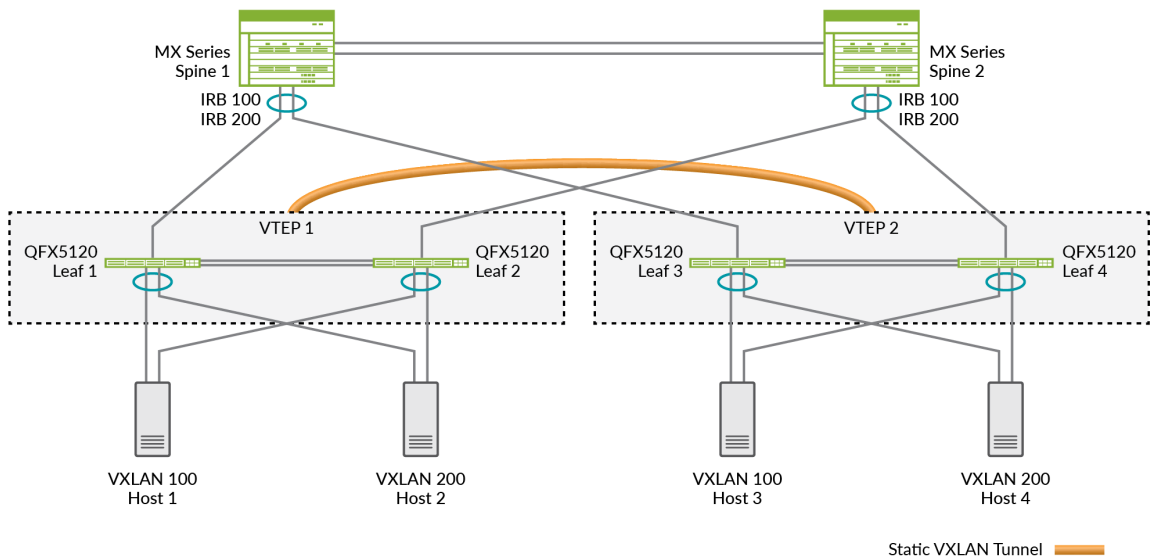 MX Series
Spine 1
MX Series
Spine 2
IRB 100
IRB 200
IRB 100
IRB 200
VTEP 1
VTEP 2
QFX5120
Leaf 1
QFX5120
Leaf 2
QFX5120
Leaf 3
QFX5120
Leaf 4
VXLAN 100
Host 1
VXLAN 200
Host 2
VXLAN 100
Host 3
VXLAN 200
Host 4
Static VXLAN Tunnel